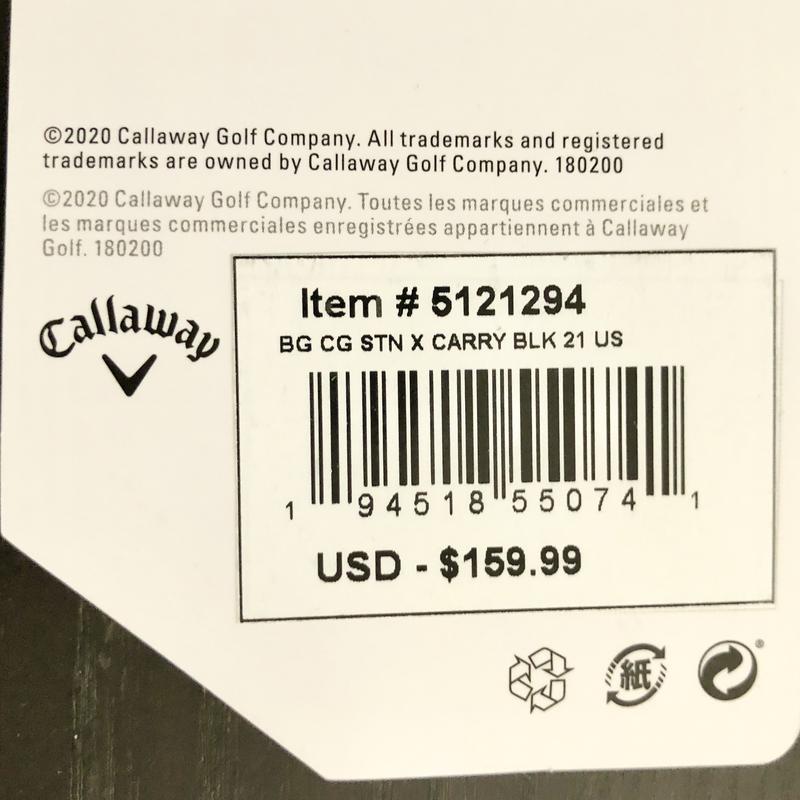 ©2020 Callaway Golf Company. All trademarks and registered
trademarks are owned by Callaway Golf Company. 180200
©2020 Callaway Golf Company. Toutes les marques commerciales et
les marques commerciales enregistrées appartiennent à Callaway
Golf. 180200
Callaway
Item # 5121294
BG CG STN X CARRY BLK 21 US
1 94518 55074 1
USD - $159.99
紙
®